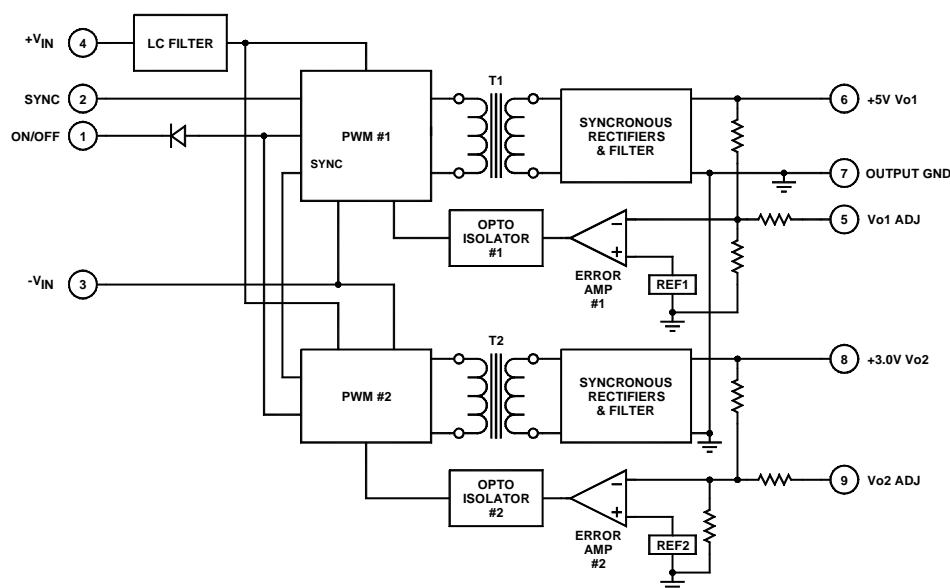 +VIN
4
LC FILTER
SYNC
2
ON/OFF
1
PWM #1
SYNC
T1
SYNCRONOUS
RECTIFIERS
& FILTER
6
+5V Vo1
7
OUTPUT GND
5
Vo1 ADJ
OPTO
ISOLATOR
#1
−
+
ERROR
AMP
#1
REF1
-VIN
3
PWM #2
T2
SYNCRONOUS
RECTIFIERS
& FILTER
8
+3.0V Vo2
9
Vo2 ADJ
OPTO
ISOLATOR
#2
−
+
ERROR
AMP
#2
REF2